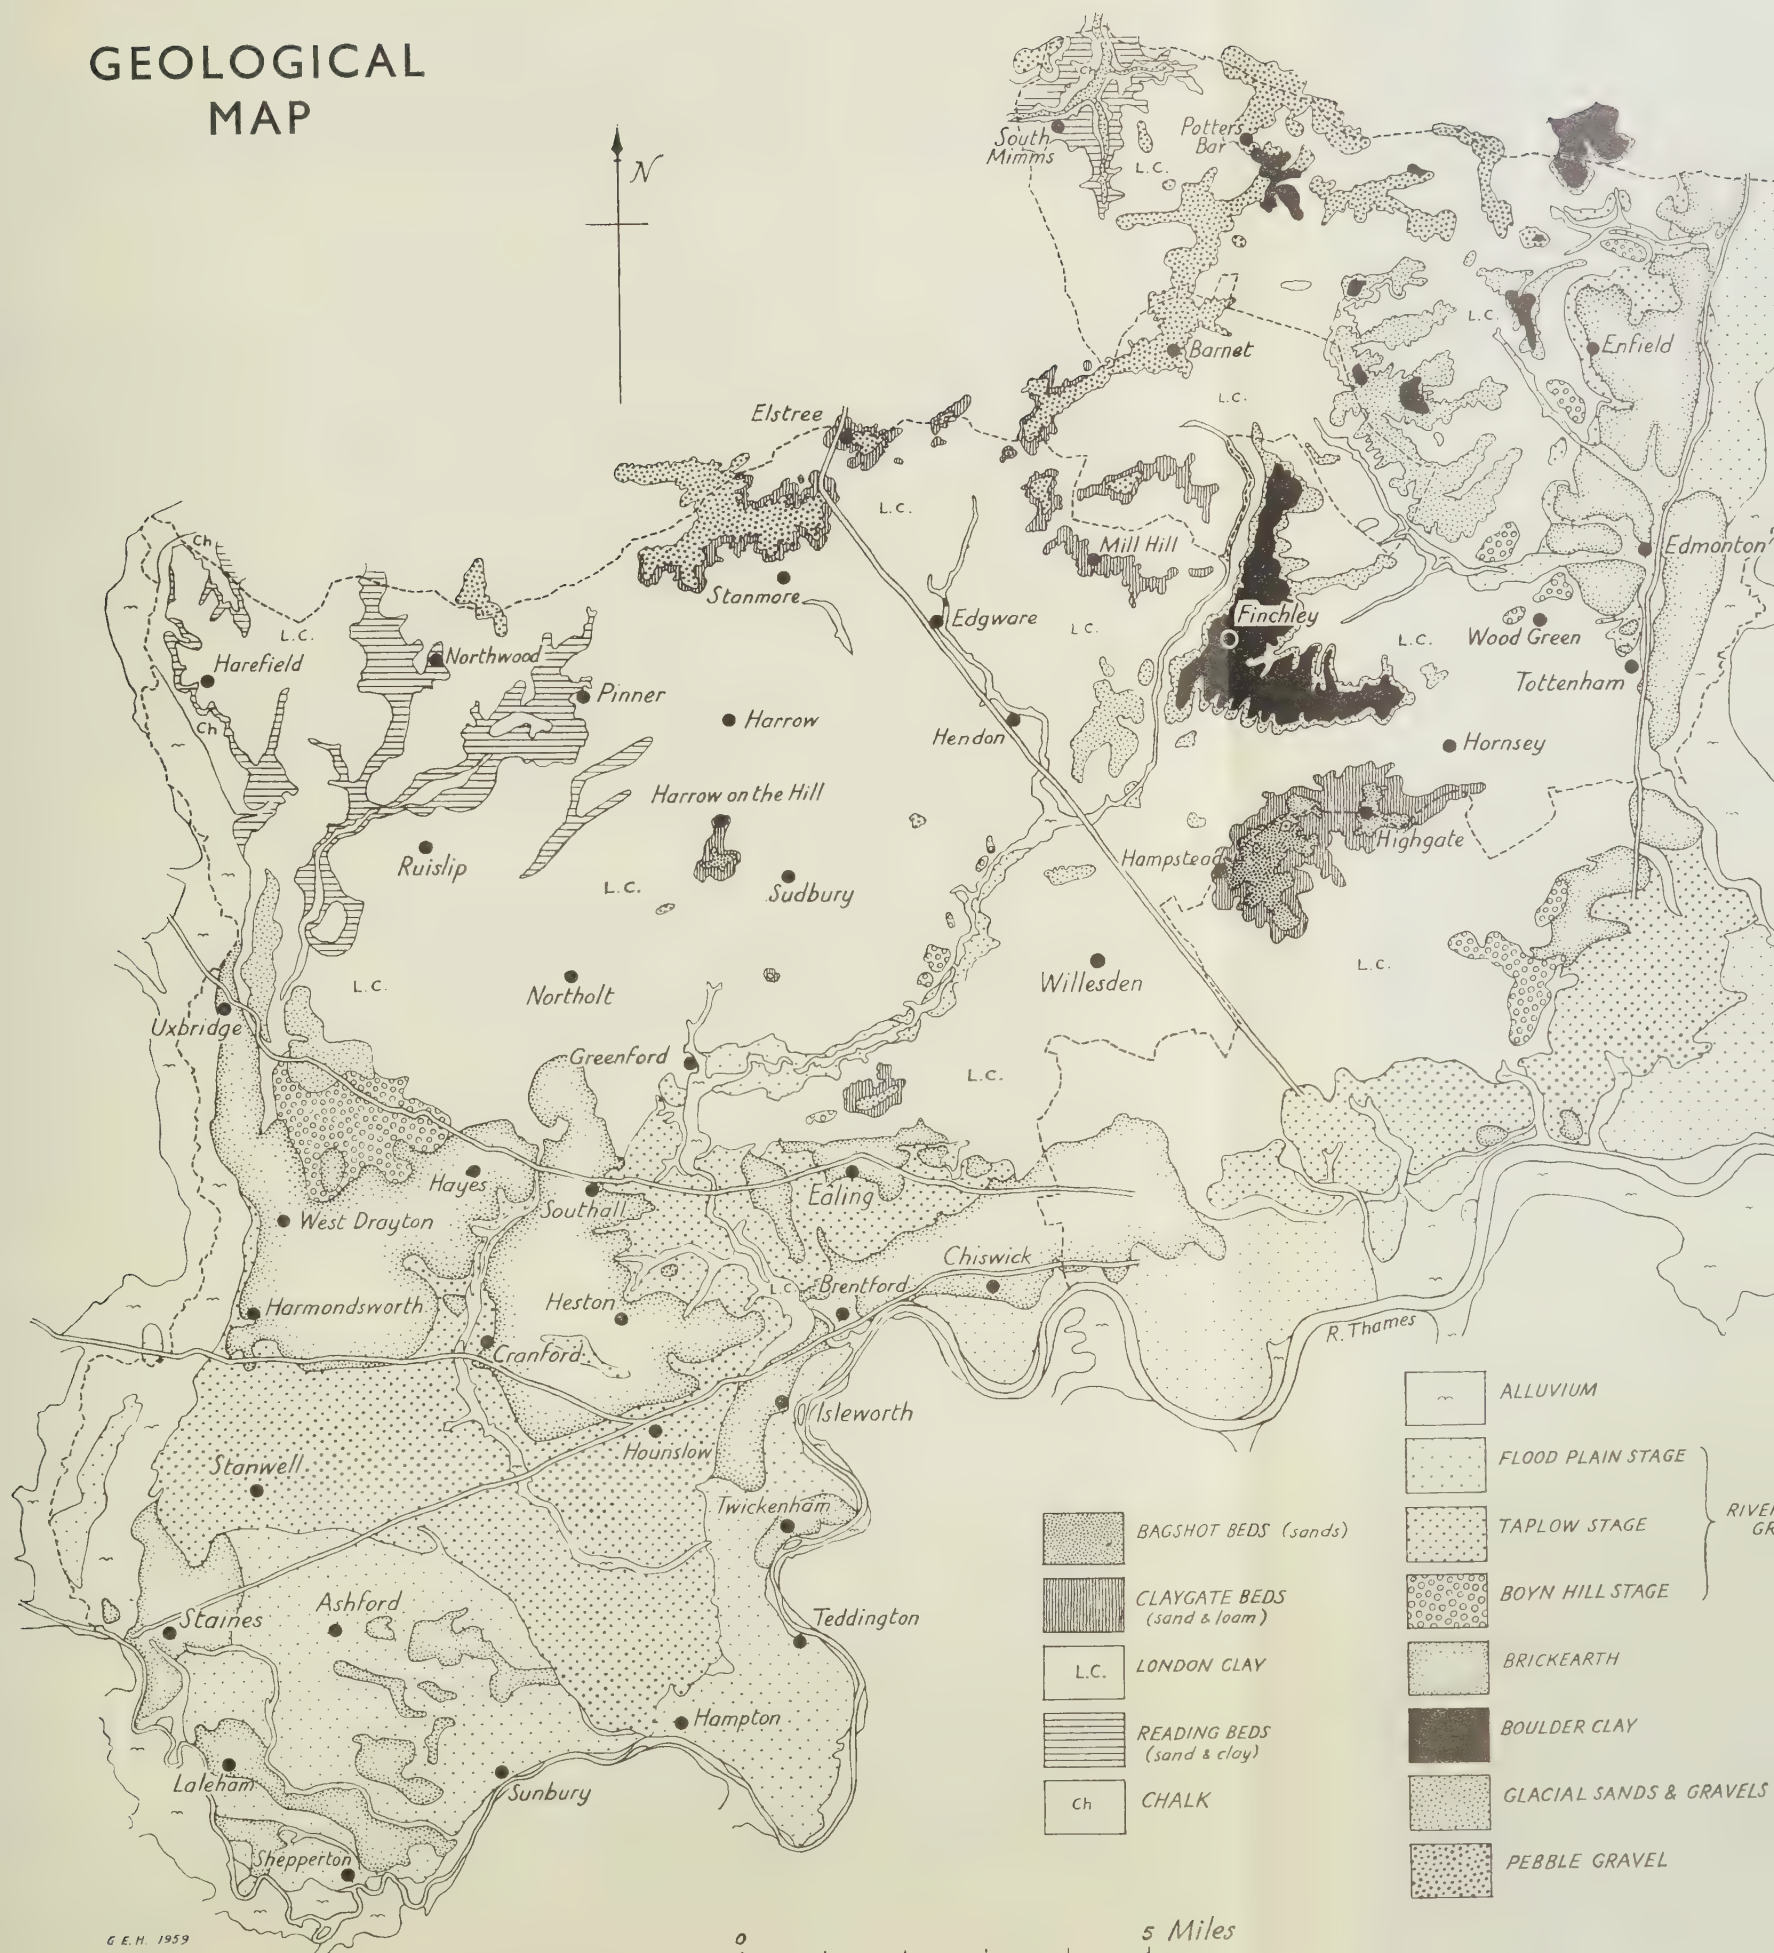 GEOLOGICAL
MAP
N
South
Mimms
Ch
Potters
Bar
L.C.
L.C.
Enfield
Barnet
L.C.
Elstree
L.C.
Mill Hill
Edmonton
Ch
Stanmore
Edgware
L.C.
Finchley
L.C.
Wood Green
L.C.
Harefield
Northwood
Pinner
Tottenham
Ch
Harrow
Hendon
Hornsey
Harrow on the Hill
Highgate
Hampstead
Ruislip
L.C.
Sudbury
L.C.
L.C.
Northolt
Willesden
Uxbridge
Greenford
L.C.
Hayes
Southall
Ealing
West Drayton
Chiswick
L.C.
Brentford
Harmondsworth
Heston
Cranford
R. Thames
Isleworth
Hounslow
Stanwell
Twickenham
Staines
Ashford
Teddington
Hampton
Laleham
Sunbury
Shepperton
BAGSHOT BEDS (sands)
CLAYGATE BEDS
(sand & loam)
L.C. LONDON CLAY
READING BEDS
(sand & clay)
Ch CHALK
ALLUVIUM
FLOOD PLAIN STAGE
TAPLOW STAGE
RIVER
GR
BOYN HILL STAGE
BRICKEARTH
BOULDER CLAY
GLACIAL SANDS & GRAVELS
PEBBLE GRAVEL
G.E.H. 1959
0 5 Miles